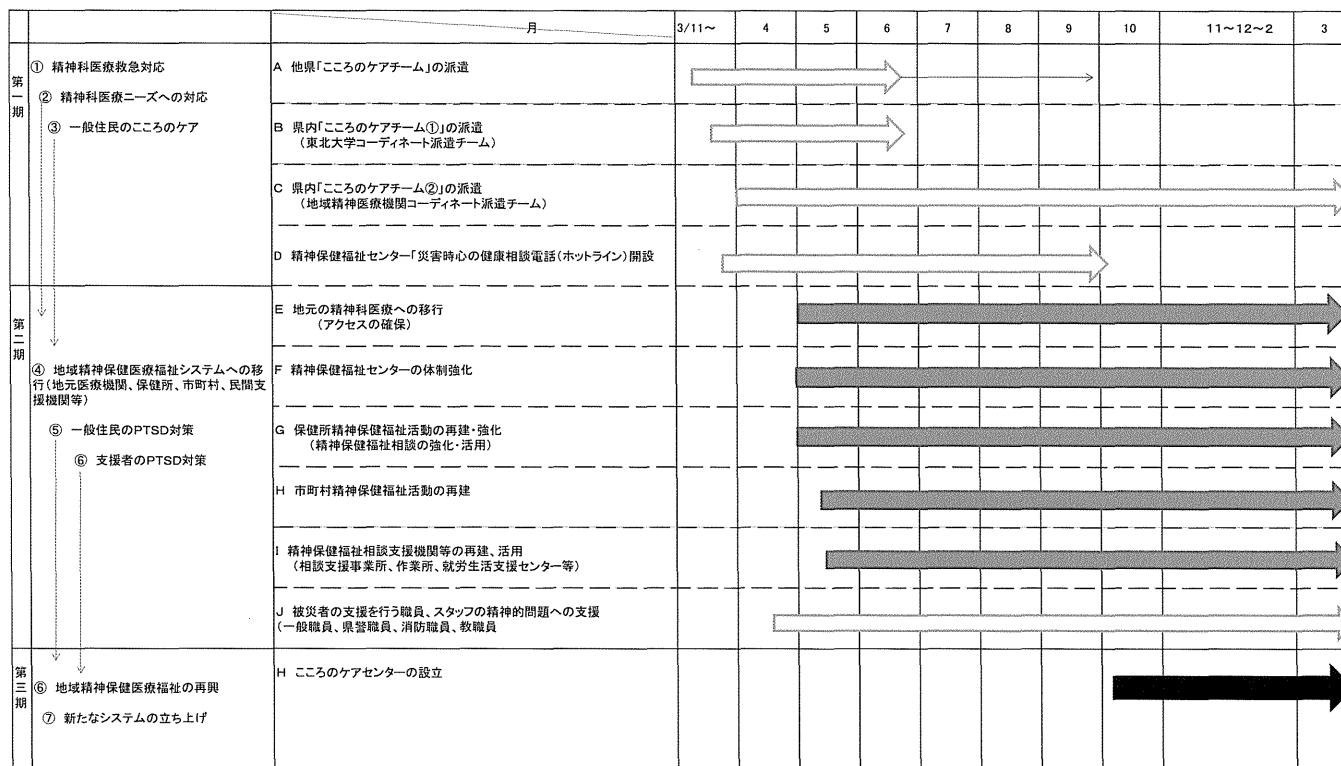 月 3/11～ 4 5 6 7 8 9 10 11～12～2 3
第一期
① 精神科医療救急対応
② 精神科医療ニーズへの対応
③ 一般住民のこころのケア
A 他県「こころのケアチーム」の派遣
B 県内「こころのケアチーム①」の派遣
(東北大学コーディネート派遣チーム)
C 県内「こころのケアチーム②」の派遣
(地域精神医療機関コーディネート派遣チーム)
D 精神保健福祉センター「災害時心の健康相談電話(ホットライン)開設
第二期
④ 地域精神保健医療福祉システムへの移
行(地元医療機関、保健所、市町村、民間支
援機関等)
⑤ 一般住民のPTSD対策
⑥ 支援者のPTSD対策
E 地元の精神科医療への移行
(アクセスの確保)
F 精神保健福祉センターの体制強化
G 保健所精神保健福祉活動の再建・強化
(精神保健福祉相談の強化・活用)
H 市町村精神保健福祉活動の再建
I 精神保健福祉相談支援機関等の再建、活用
(相談支援事業所、作業所、就労生活支援センター等)
J 被災者の支援を行う職員、スタッフの精神的問題への支援
(一般職員、県警職員、消防職員、教職員
第三期
⑥ 地域精神保健医療福祉の再興
⑦ 新たなシステムの立ち上げ
H こころのケアセンターの設立